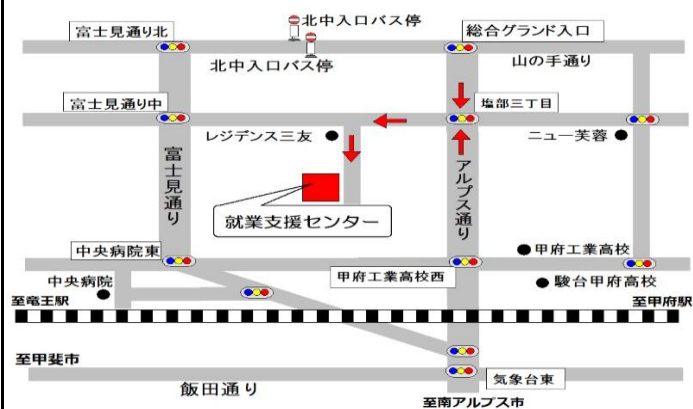 富士見通り北
北中入口バス停
総合グランド入口
北中入口バス停
山の手通り
富士見通り中
塩部三丁目
レジデンス三友
ニュー芙蓉
富士見通り
アルプス通り
就業支援センター
中央病院東
甲府工業高校西
甲府工業高校
中央病院
駿台甲府高校
至竜王駅
至甲府駅
至甲斐市
飯田通り
気象台東
至南アルプス市